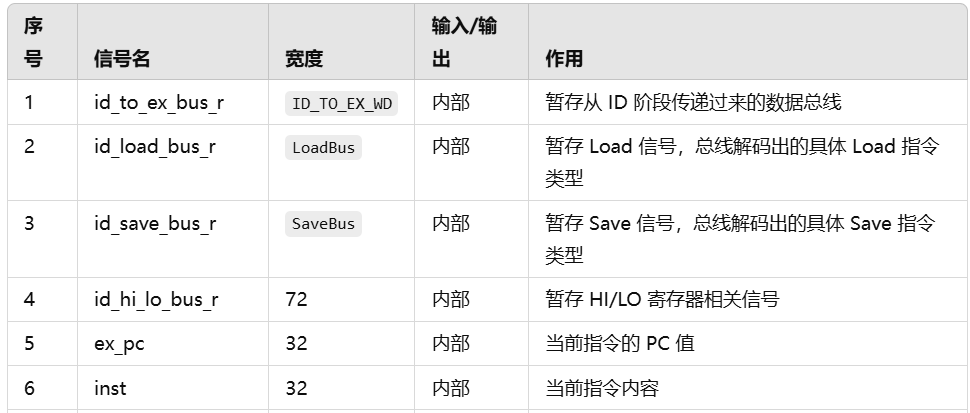 序号 信号名 宽度 输入/输出 作用
1 id_to_ex_bus_r ID_TO_EX_WD 内部 暂存从 ID 阶段传递过来的数据总线
2 id_load_bus_r LoadBus 内部 暂存 Load 信号，总线解码出的具体 Load 指令
类型
3 id_save_bus_r SaveBus 内部 暂存 Save 信号，总线解码出的具体 Save 指令
类型
4 id_hi_lo_bus_r 72 内部 暂存 HI/LO 寄存器相关信号
5 ex_pc 32 内部 当前指令的 PC 值
6 inst 32 内部 当前指令内容